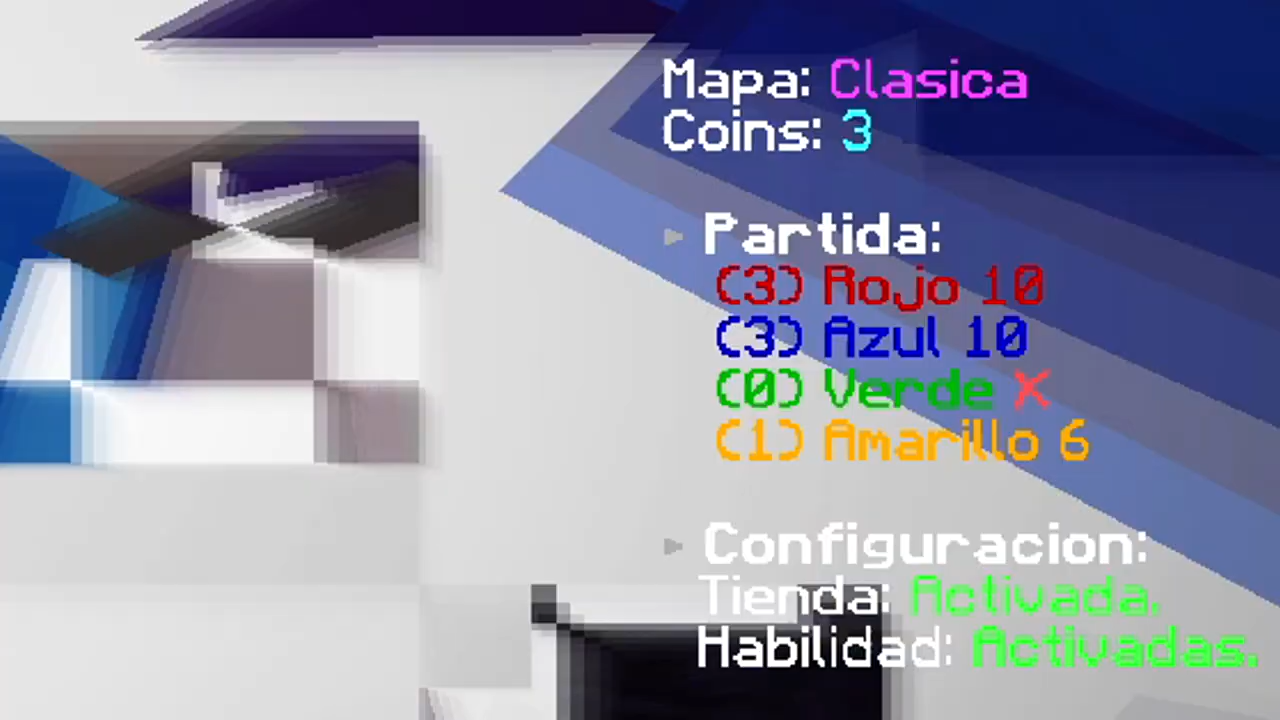 Mapa: Clasica
Coins: 3
Partida:
(3) Rojo 10
(3) Azul 10
(0) Verde X
(1) Amarillo 6
Configuracion:
Tienda: Activada.
Habilidad: Activadas.